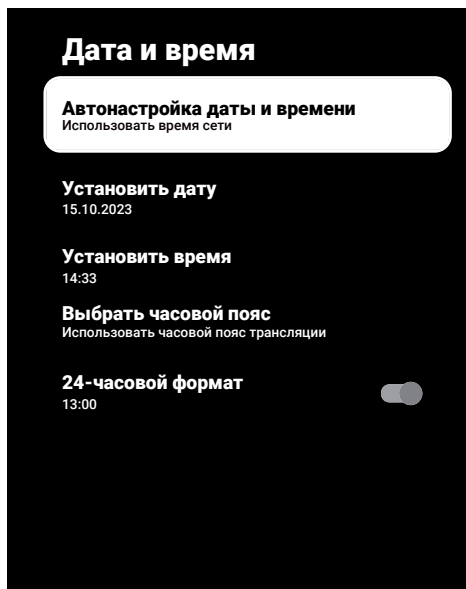 Дата и время
Автонастройка даты и времени
Использовать время сети
Установить дату
15.10.2023
Установить время
14:33
Выбрать часовой пояс
Использовать часовой пояс трансляции
24-часовой формат
13:00